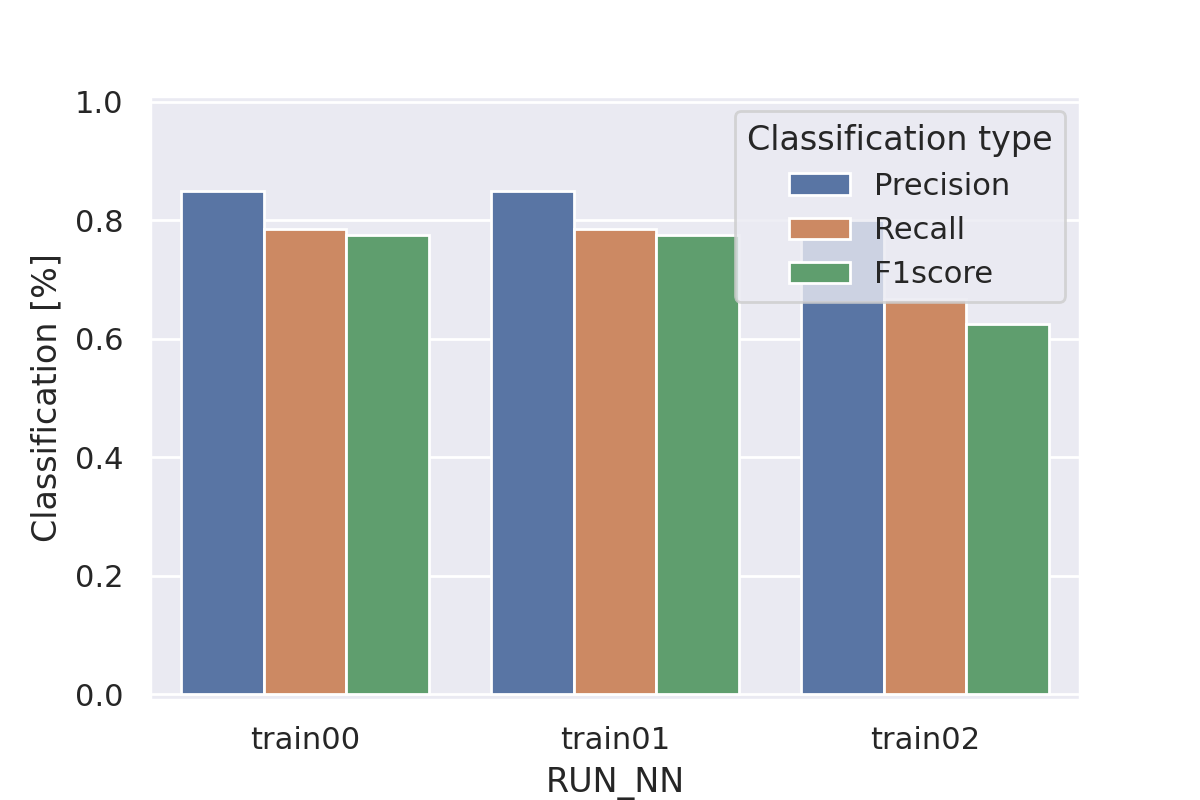 Classification [%]
1.0
0.8
0.6
0.4
0.2
0.0
Classification type
Precision
Recall
F1score
train00
train01
train02
RUN_NN